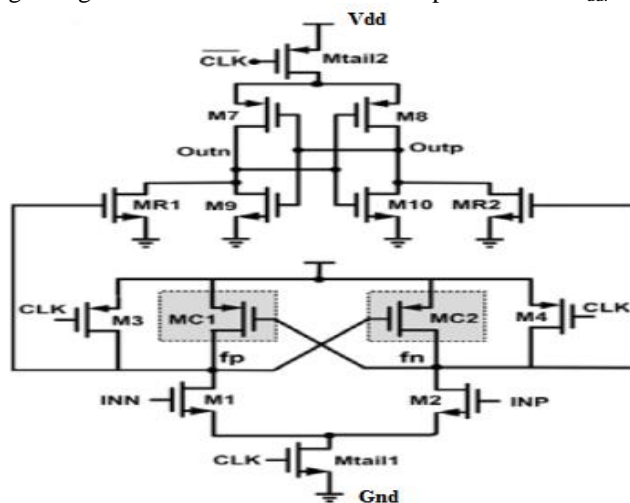 Vdd
CLK
Mtail2
M7
M8
Outn
Outp
MR1
M9
M10
MR2
CLK
M3
MC1
MC2
M4
CLK
fp
fn
INN
M1
M2
INP
CLK
Mtail1
Gnd